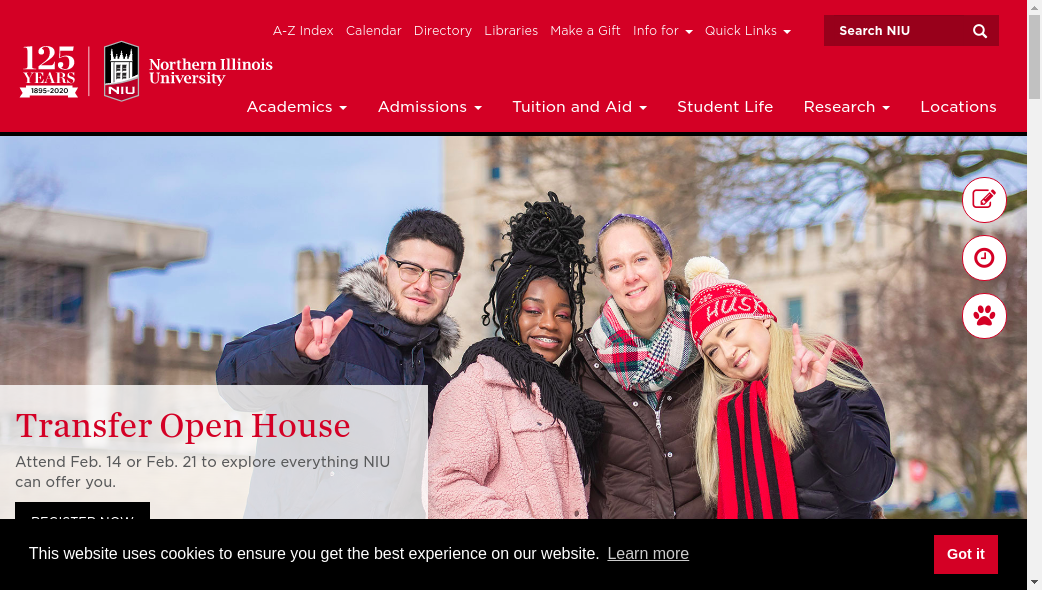 A-Z Index Calendar Directory Libraries Make a Gift Info for Quick Links Search NIU
125
YEARS
1895-2020
NIU
Northern Illinois
University
Academics Admissions Tuition and Aid Student Life Research Locations
HUSK
Transfer Open House
Attend Feb. 14 or Feb. 21 to explore everything NIU
can offer you.
REGISTER NOW
This website uses cookies to ensure you get the best experience on our website. Learn more Got it